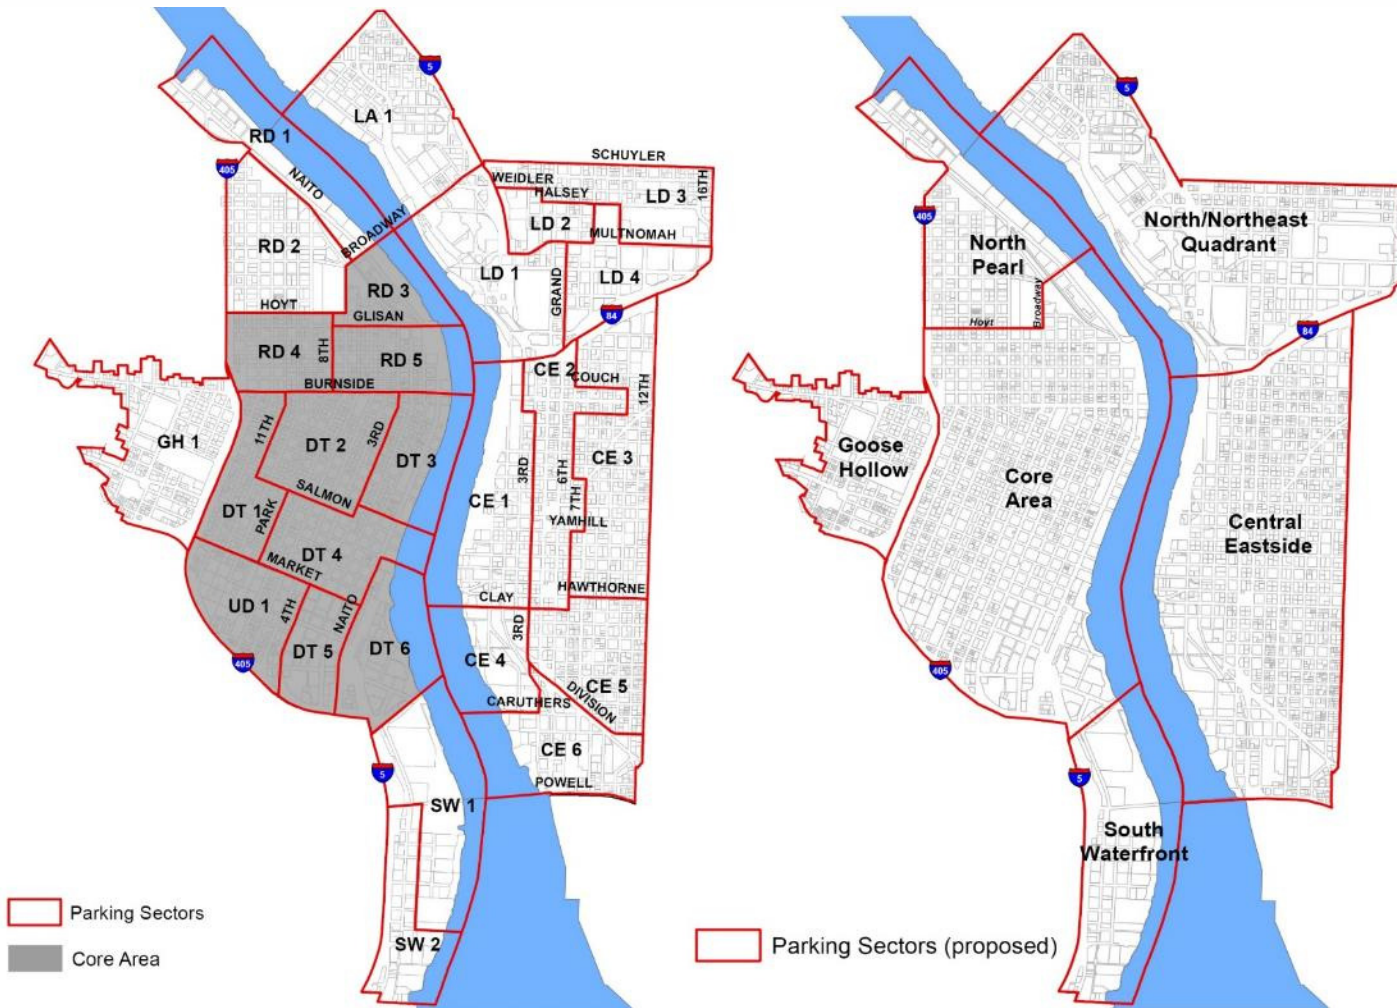 5
LA 1
RD 1
405
NAITO
SCHUYLER
WEIDLER
HALSEY
16TH
LD 3
LD 2
MULTNOMAH
BROADWAY
RD 2
LD 1
GRAND
LD 4
RD 3
HOYT
GLISAN
84
RD 4
8TH
RD 5
CE 2
COUCH
BURNSIDE
12TH
GH 1
11TH
DT 2
3RD
DT 3
3RD
6TH
CE 3
7TH
SALMON
CE 1
DT 1
PARK
YAMHILL
DT 4
MARKET
HAWTHORNE
CLAY
UD 1
4TH
NAITO
3RD
405
DT 5
DT 6
CE 4
CE 5
DIVISION
CARUTHERS
CE 6
POWELL
5
SW 1
SW 2
Parking Sectors
Core Area
5
405
North/Northeast
Quadrant
North
Pearl
Broadway
Hoyt
84
Goose
Hollow
Core
Area
Central
Eastside
405
5
South
Waterfront
Parking Sectors (proposed)